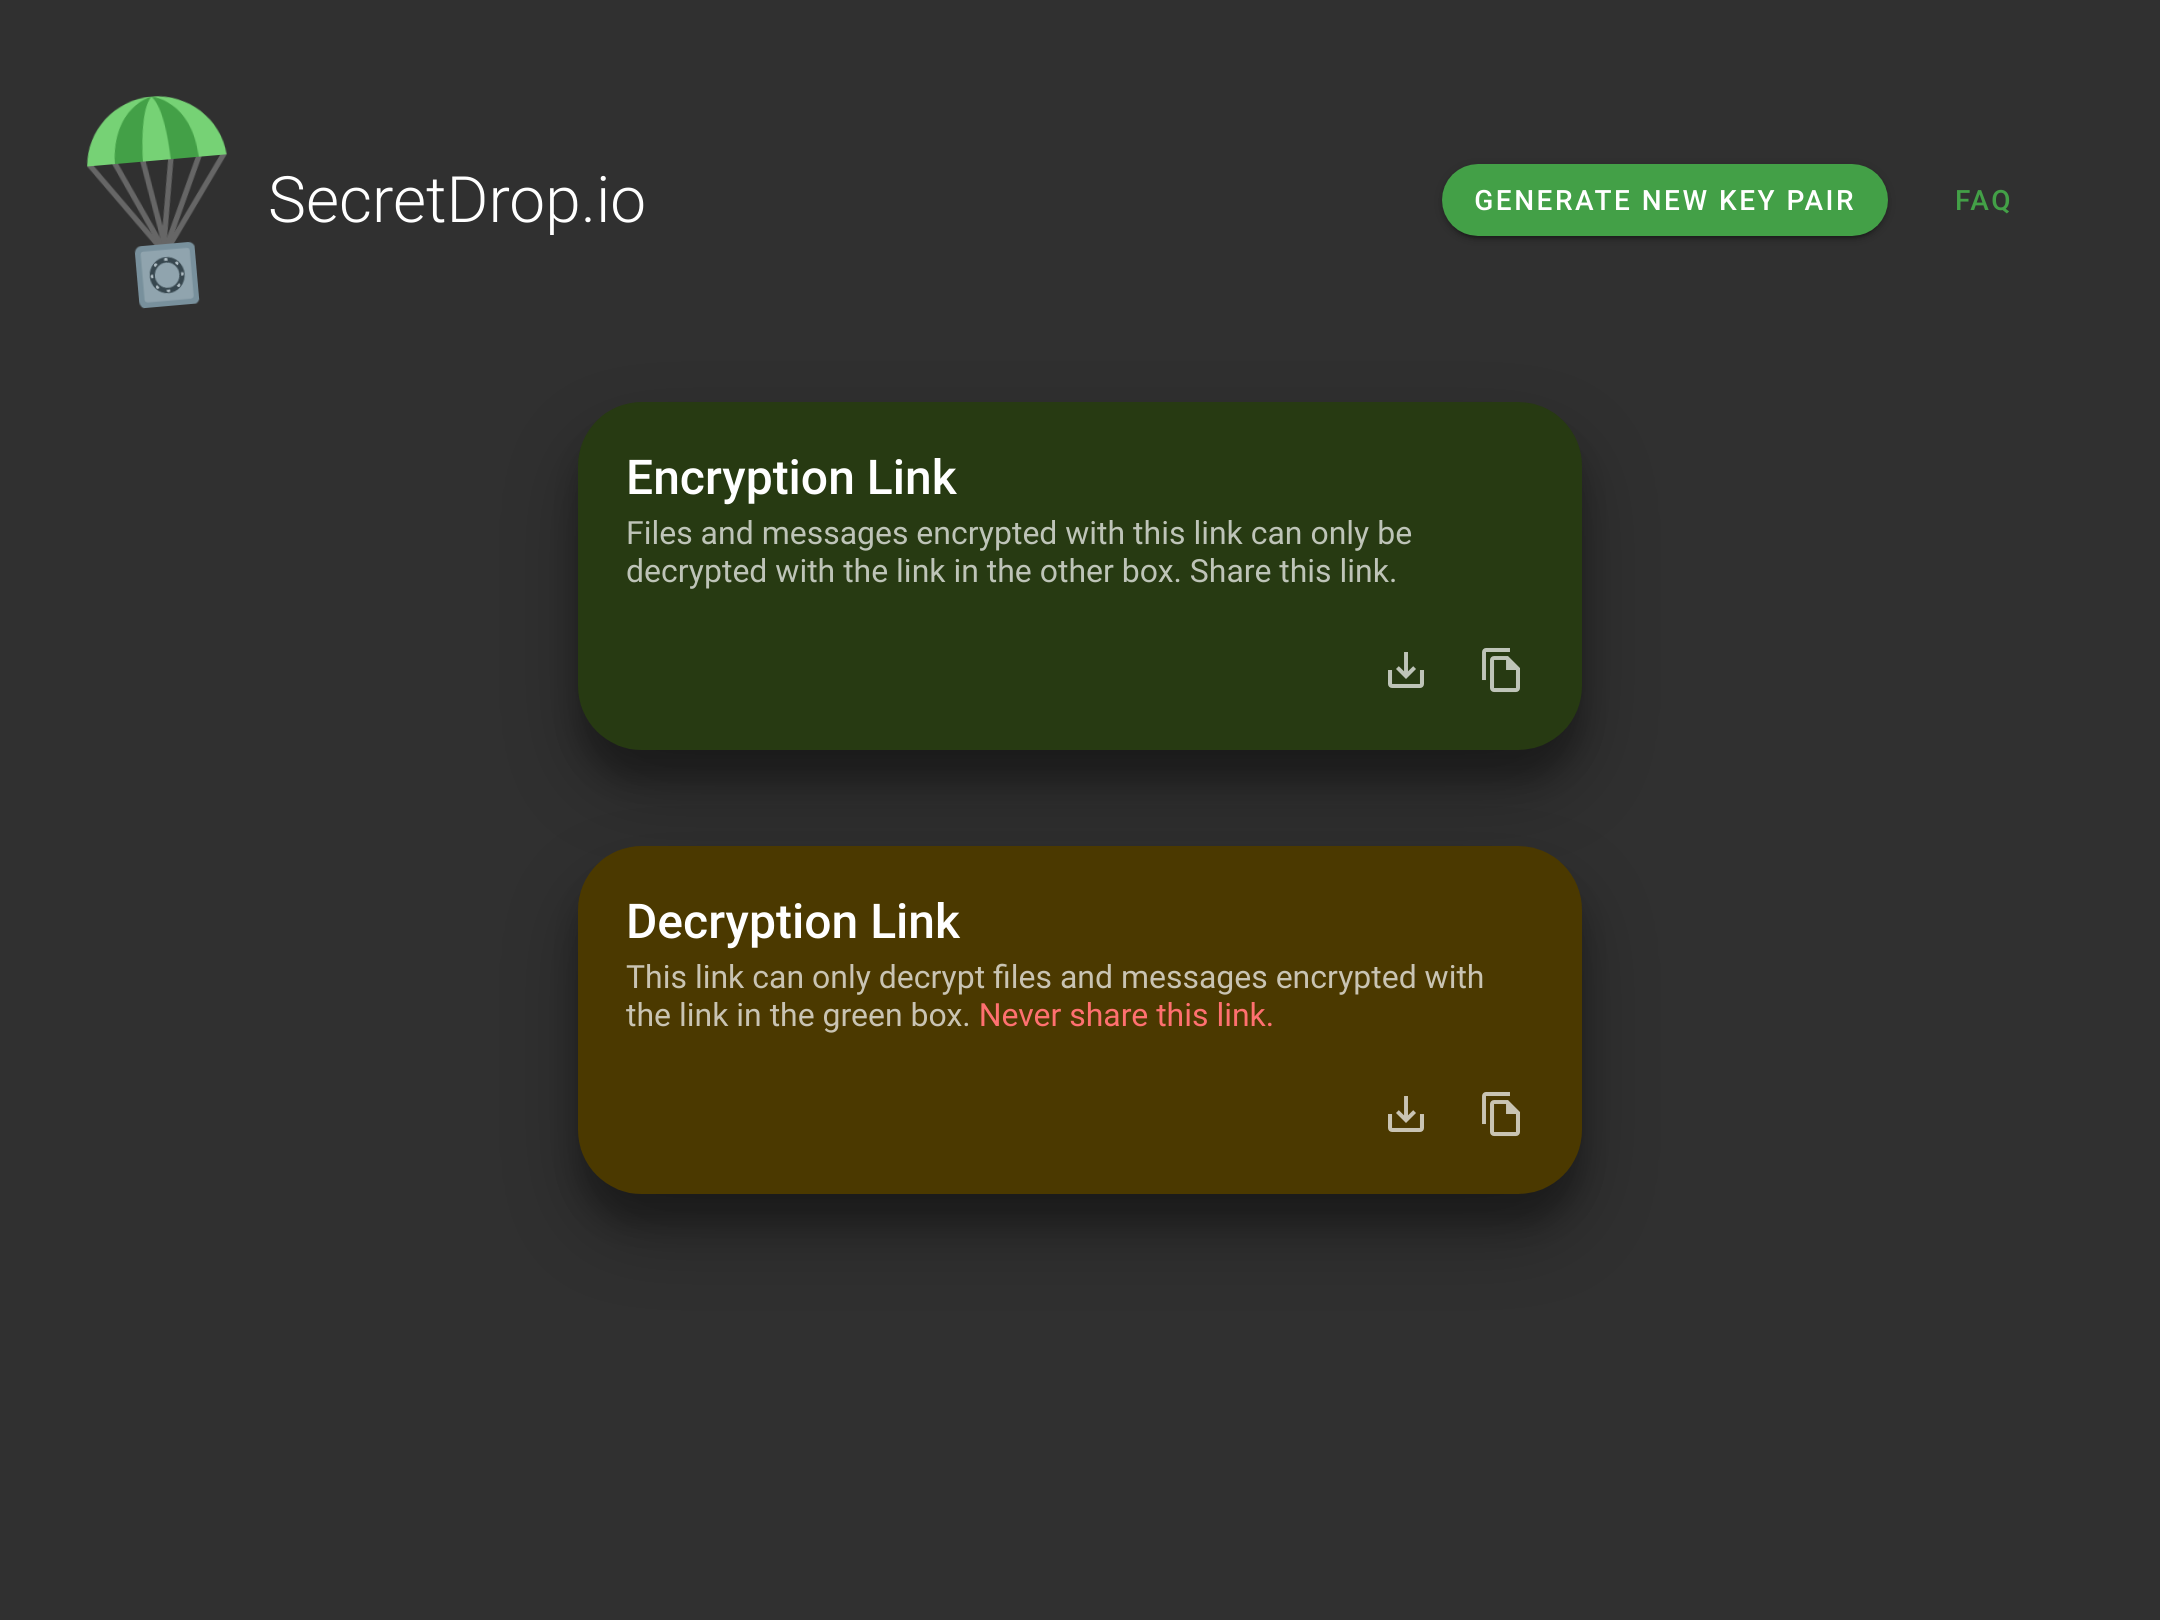 SecretDrop.io
GENERATE NEW KEY PAIR
FAQ
Encryption Link
Files and messages encrypted with this link can only be
decrypted with the link in the other box. Share this link.
Decryption Link
This link can only decrypt files and messages encrypted with
the link in the green box. Never share this link.